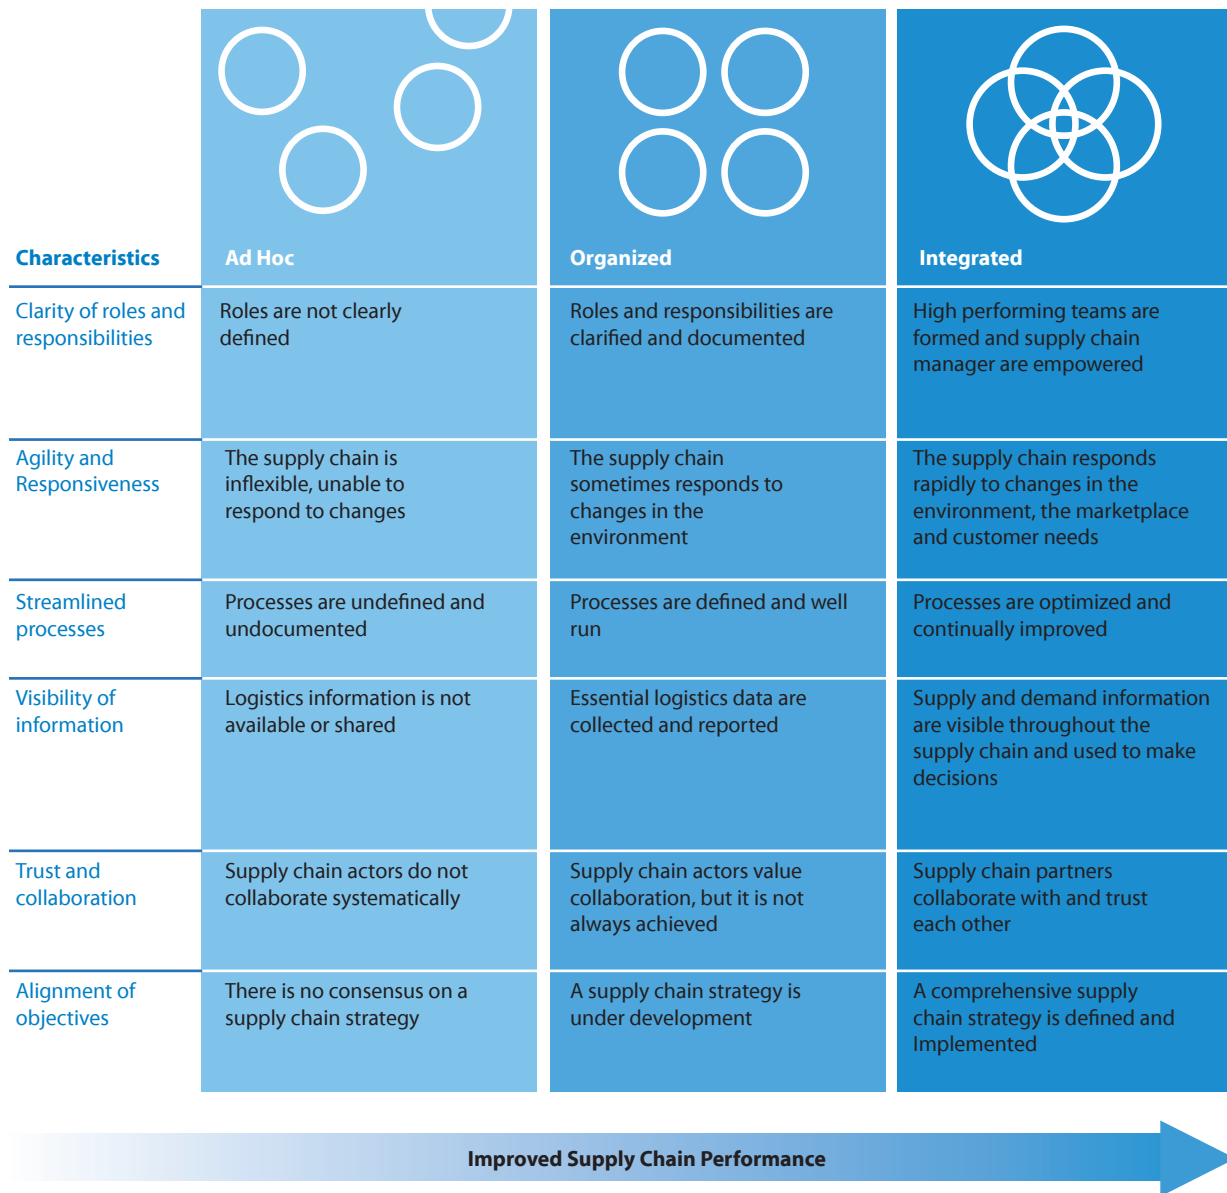 Characteristics
Ad Hoc
Organized
Integrated
Clarity of roles and
responsibilities
Roles are not clearly
defined
Roles and responsibilities are
clarified and documented
High performing teams are
formed and supply chain
manager are empowered
Agility and
Responsiveness
The supply chain is
inflexible, unable to
respond to changes
The supply chain
sometimes responds to
changes in the
environment
The supply chain responds
rapidly to changes in the
environment, the marketplace
and customer needs
Streamlined
processes
Processes are undefined and
undocumented
Processes are defined and well
run
Processes are optimized and
continually improved
Visibility of
information
Logistics information is not
available or shared
Essential logistics data are
collected and reported
Supply and demand information
are visible throughout the
supply chain and used to make
decisions
Trust and
collaboration
Supply chain actors do not
collaborate systematically
Supply chain actors value
collaboration, but it is not
always achieved
Supply chain partners
collaborate with and trust
each other
Alignment of
objectives
There is no consensus on a
supply chain strategy
A supply chain strategy is
under development
A comprehensive supply
chain strategy is defined and
Implemented
Improved Supply Chain Performance